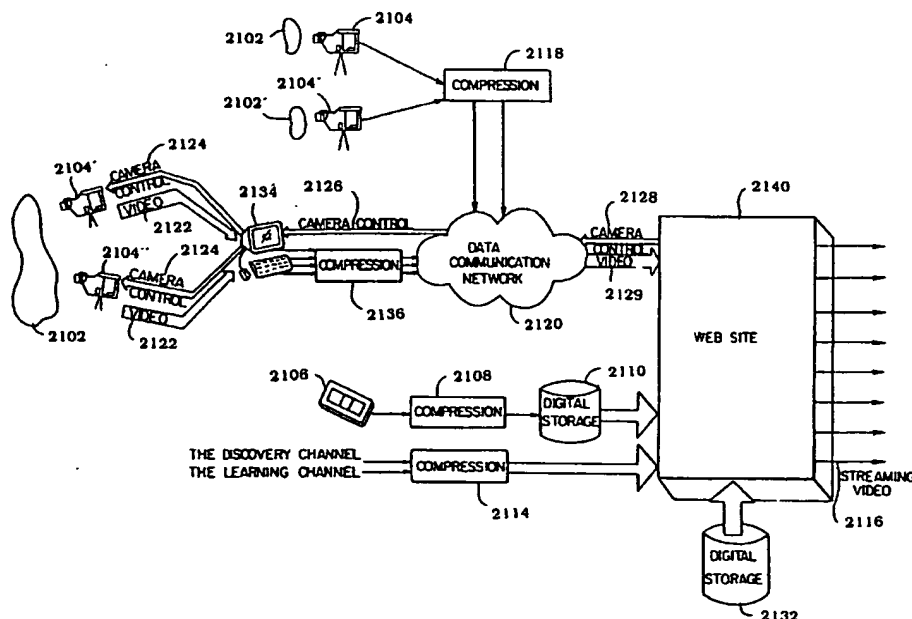 2102
2104
2118
COMPRESSION
2102'
2104'
2124
2104'
CAMERA
CONTROL
VIDEO
2122
2134
2126
CAMERA CONTROL
2128
CAMERA
CONTROL
VIDEO
2129
2140
2104''
2124
CAMERA
CONTROL
VIDEO
2122
2102
COMPRESSION
2136
DATA
COMMUNICATION
NETWORK
2120
WEB SITE
2106
2108
COMPRESSION
2110
DIGITAL
STORAGE
THE DISCOVERY CHANNEL
THE LEARNING CHANNEL
COMPRESSION
2114
STREAMING
VIDEO
2116
DIGITAL
STORAGE
2132